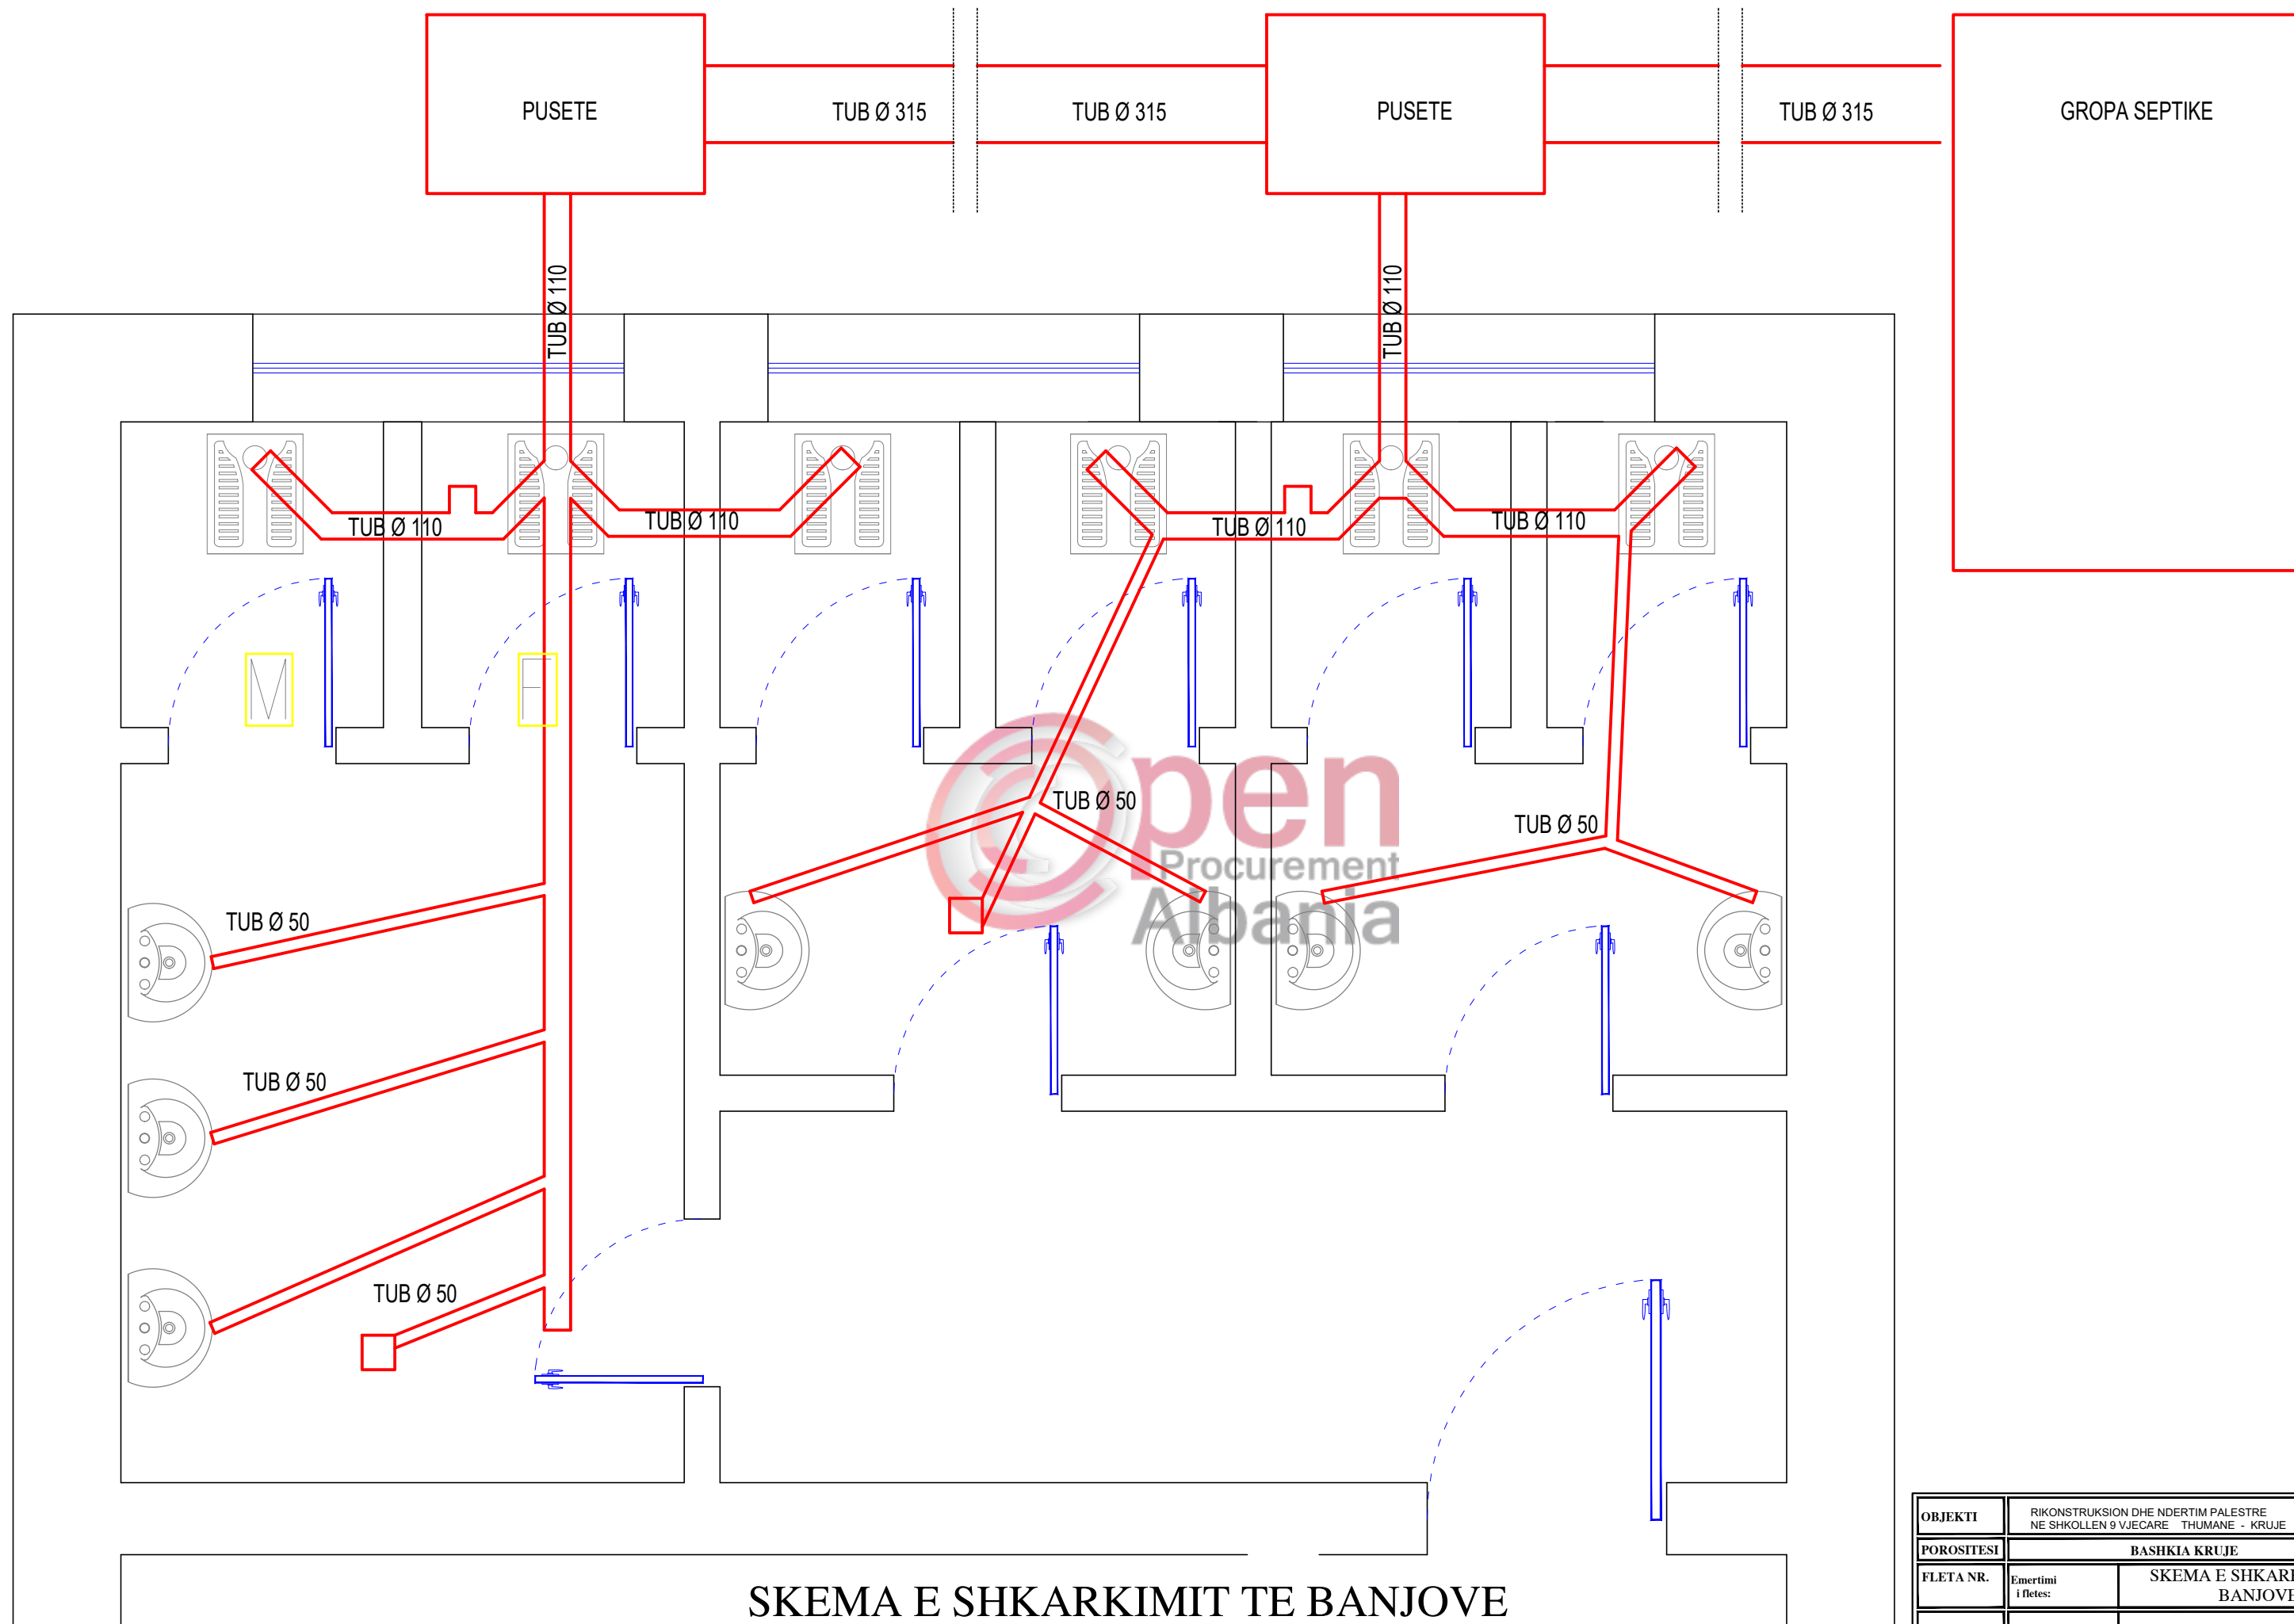 PUSETE
TUB Ø 315
TUB Ø 315
PUSETE
TUB Ø 315
GROPA SEPTIKE
TUB Ø 110
TUB Ø 110
TUB Ø 110
TUB Ø 110
TUB Ø 110
TUB Ø 110
M
F
TUB Ø 50
TUB Ø 50
Open
Procurement
Albania
TUB Ø 50
TUB Ø 50
TUB Ø 50
OBJEKTI
RIKONSTRUKSION DHE NDERTIM PALESTRE
NE SHKOLLEN 9 VJECARE THUMANE - KRUJE
POROSITESI
BASHKIA KRUJE
FLETA NR.
Emertimi
i fletes:
SKEMA E SHKARI
BANJOVE
SKEMA E SHKARKIMIT TE BANJOVE